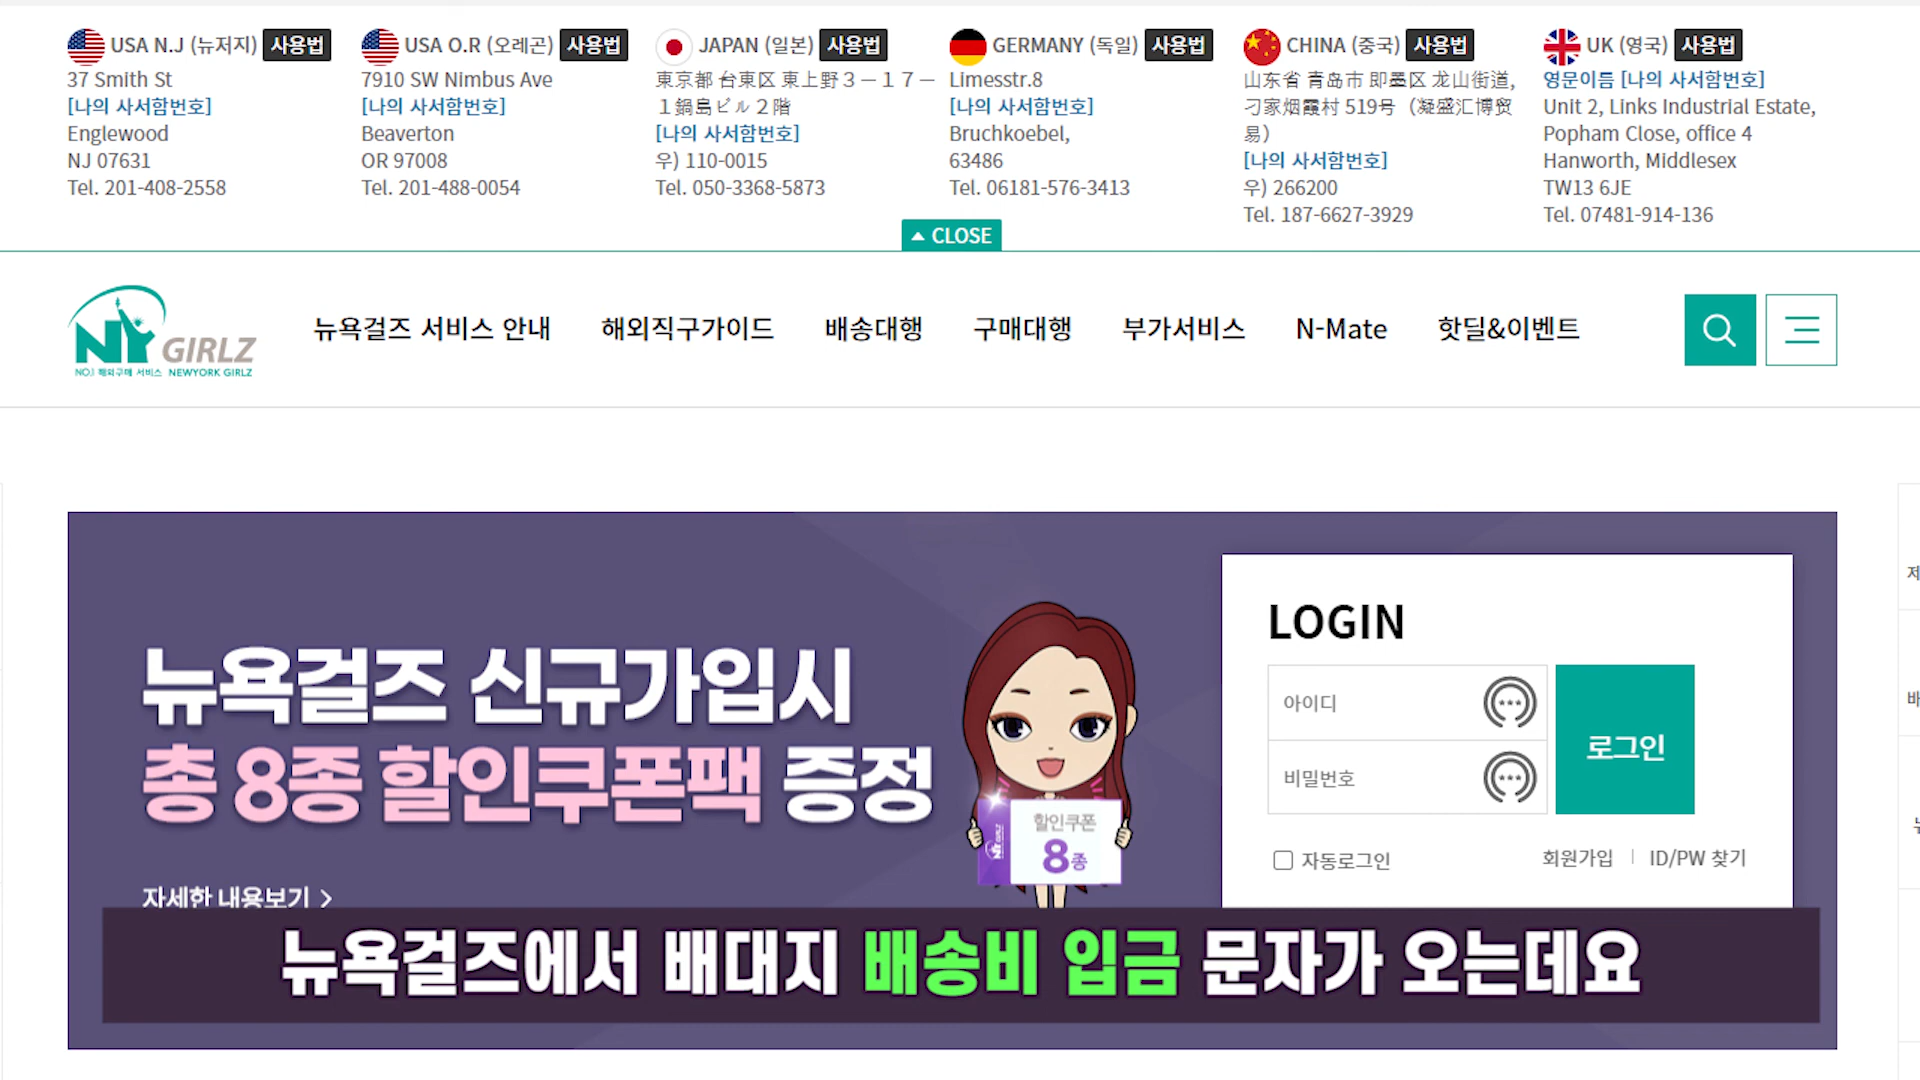 USA N.J (뉴저지) 사용법
37 Smith St
[나의 사서함번호]
Englewood
NJ 07631
Tel. 201-408-2558
USA O.R (오레곤) 사용법
7910 SW Nimbus Ave
[나의 사서함번호]
Beaverton
OR 97008
Tel. 201-488-0054
JAPAN (일본) 사용법
東京都 台東区 東上野３－１７－
１鍋島ビル２階
[나의 사서함번호]
우) 110-0015
Tel. 050-3368-5873
GERMANY (독일) 사용법
Limesstr.8
[나의 사서함번호]
Bruchkoebel,
63486
Tel. 06181-576-3413
CHINA (중국) 사용법
山东省 青岛市 即墨区 龙山街道,
刁家烟霞村 519号（凝盛汇博贸
易）
[나의 사서함번호]
우) 266200
Tel. 187-6627-3929
UK (영국) 사용법
영문이름 [나의 사서함번호]
Unit 2, Links Industrial Estate,
Popham Close, office 4
Hanworth, Middlesex
TW13 6JE
Tel. 07481-914-136
CLOSE
NY GIRLZ
NO.1 해외구매 서비스 NEWYORK GIRLZ
뉴욕걸즈 서비스 안내
해외직구가이드
배송대행
구매대행
부가서비스
N-Mate
핫딜&이벤트
뉴욕걸즈 신규가입시
총 8종 할인쿠폰팩 증정
자세한 내용보기
NY GIRLZ
할인쿠폰
8종
LOGIN
아이디
비밀번호
로그인
자동로그인
회원가입
ID/PW 찾기
뉴욕걸즈에서 배대지 배송비 입금 문자가 오는데요